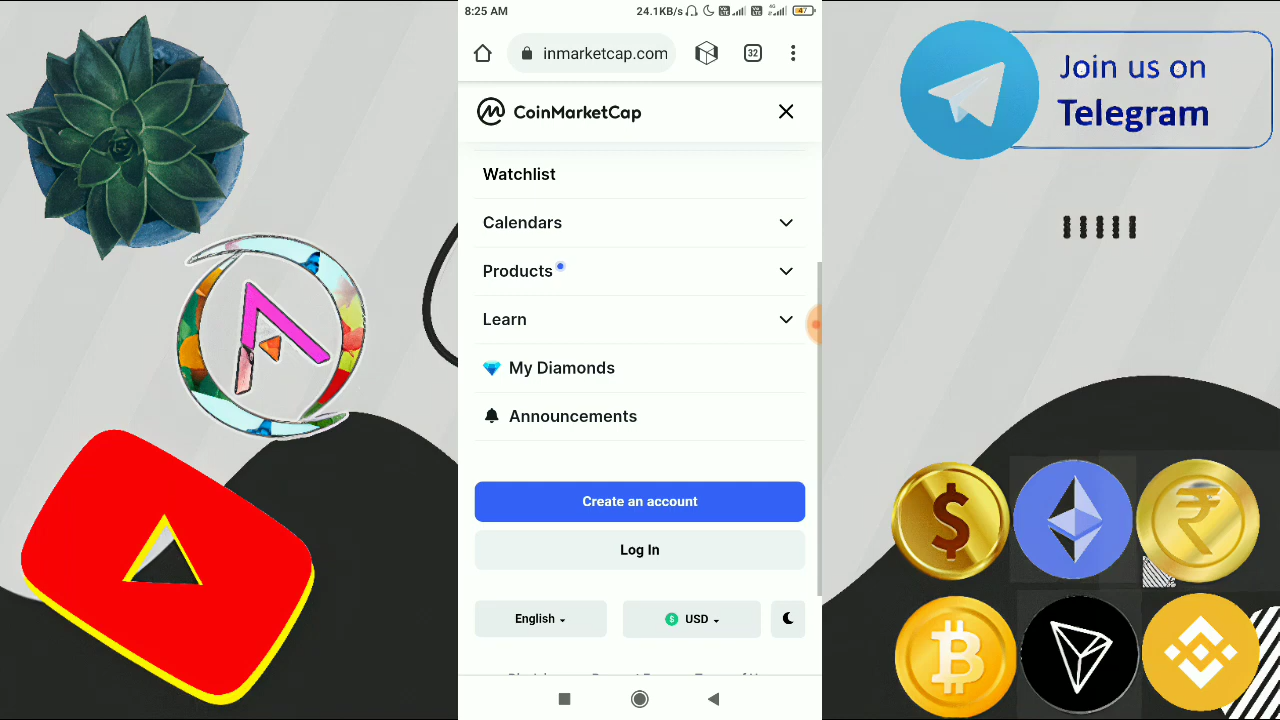 8:25 AM
24.1KB/s
47
inmarketcap.com
32
CoinMarketCap
Watchlist
Calendars
Products
Learn
My Diamonds
Announcements
Create an account
Log In
English
$ USD
Join us on
Telegram